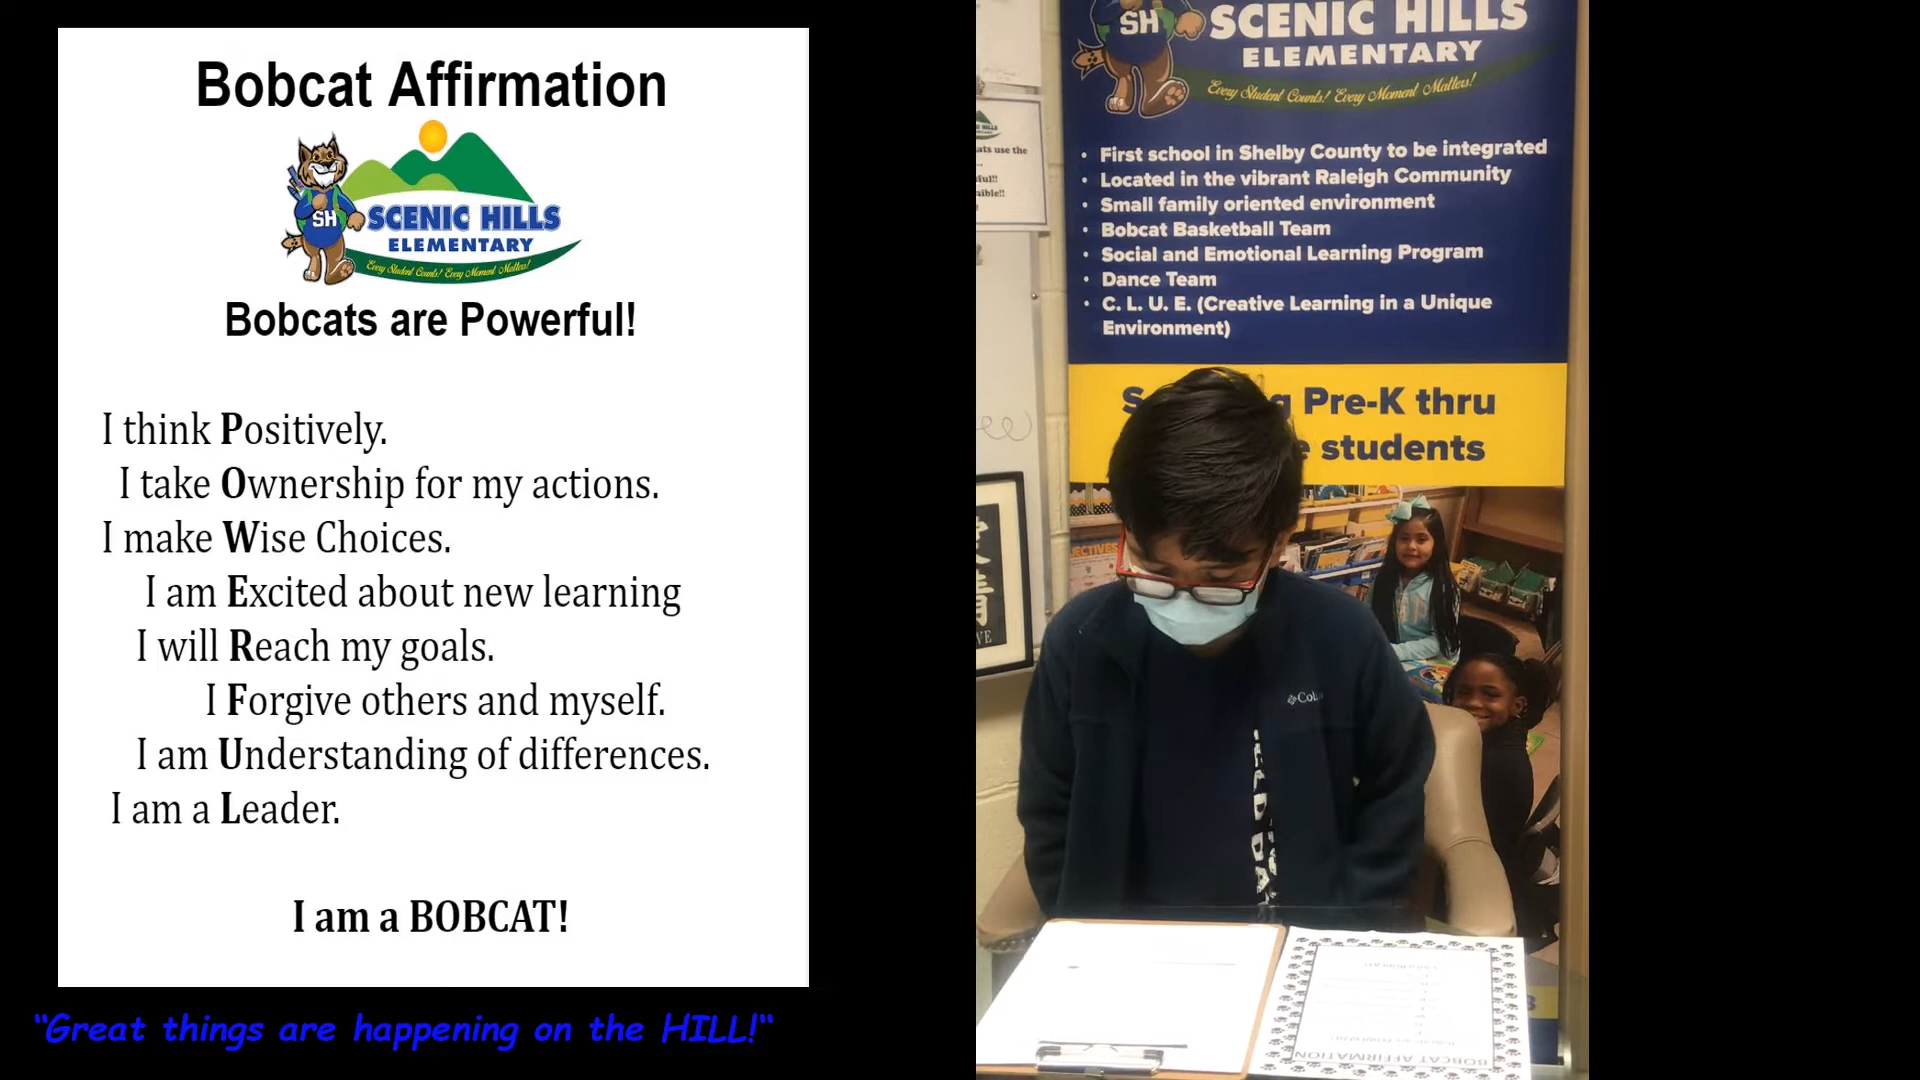 Bobcat Affirmation
SH
SCENIC HILLS
ELEMENTARY
Every Student Counts! Every Moment Matters!
Bobcats are Powerful!
I think Positively.
I take Ownership for my actions.
I make Wise Choices.
I am Excited about new learning
I will Reach my goals.
I Forgive others and myself.
I am Understanding of differences.
I am a Leader.
I am a BOBCAT!
“Great things are happening on the HILL!“
SH
SCENIC HILLS
ELEMENTARY
Every Student Counts! Every Moment Matters!
• First school in Shelby County to be integrated
• Located in the vibrant Raleigh Community
• Small family oriented environment
• Bobcat Basketball Team
• Social and Emotional Learning Program
• Dance Team
• C. L. U. E. (Creative Learning in a Unique
Environment)
Pre-K thru
students
use the
BOBCAT AFFIRMATION